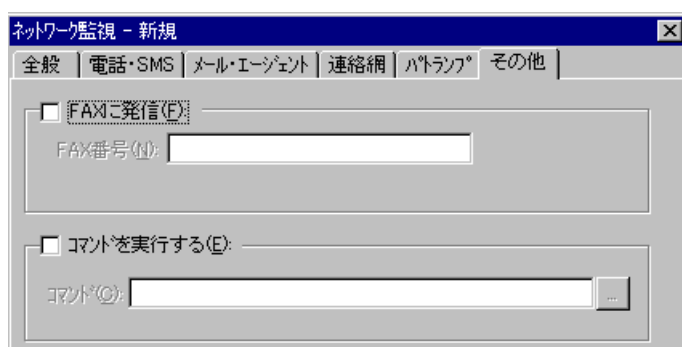 ネットワーク監視 - 新規
全般 電話・SMS メール・エージェント 連絡網 パトランプ その他
FAXに発信(F):
FAX番号(N):
コマンドを実行する(E):
コマンド(C): ...